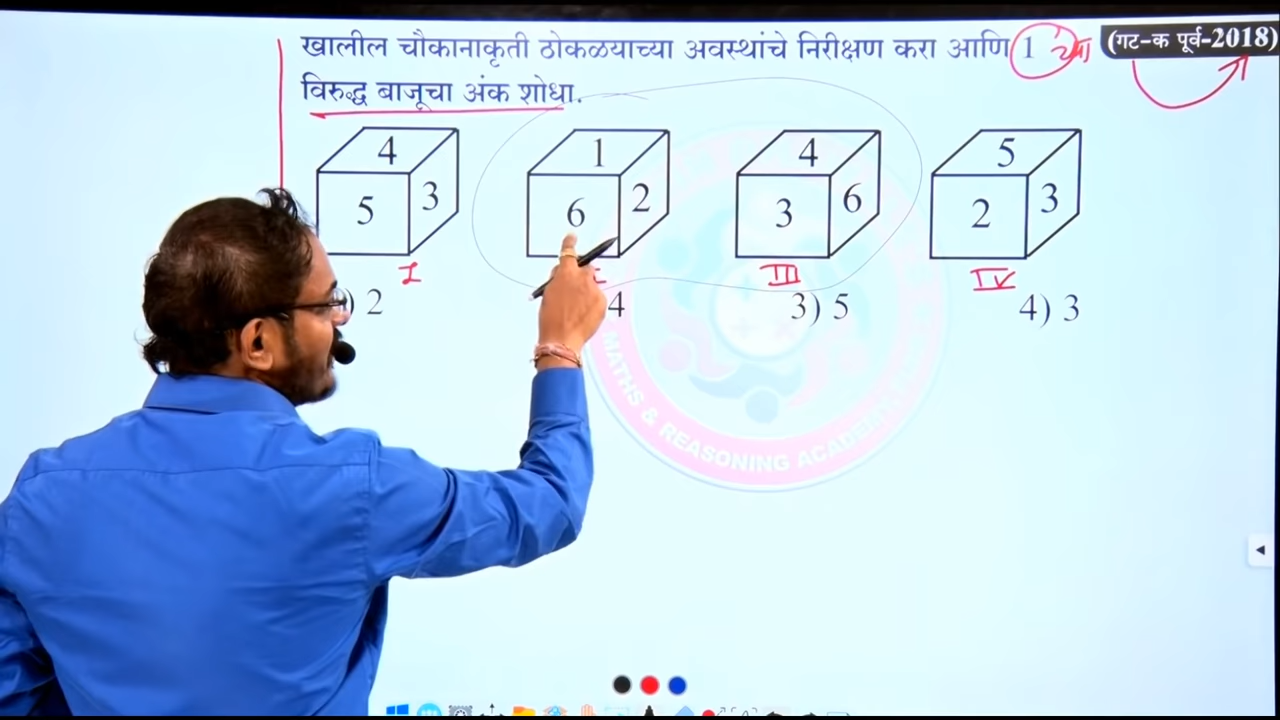 खालील चौकानाकृती ठोकळयाच्या अवस्थांचे निरीक्षण करा आणि 1 च्या (गट-क पूर्व-2018)
विरुद्ध बाजूचा अंक शोधा.
4 1 4 5
5 3 6 2 3 6 2 3
I III IV
) 2 4 3) 5 4) 3
MATHS & REASONING ACADEMY